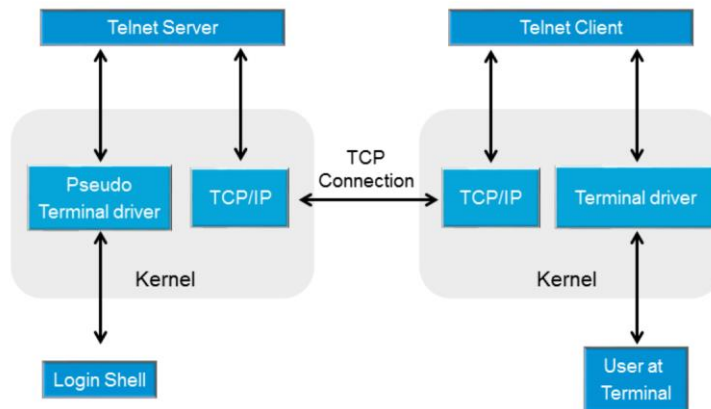 Telnet Server
Telnet Client
Pseudo
Terminal driver
TCP/IP
TCP
Connection
TCP/IP
Terminal driver
Kernel
Kernel
Login Shell
User at
Terminal